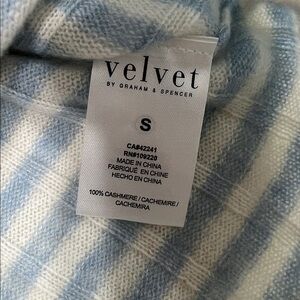 velvet
BY GRAHAM & SPENCER
S
CA#42241
RN#109220
MADE IN CHINA
FABRIQUÉ EN CHINE
HECHO EN CHINA
100% CASHMERE / CACHEMIRE /
CACHEMIRA